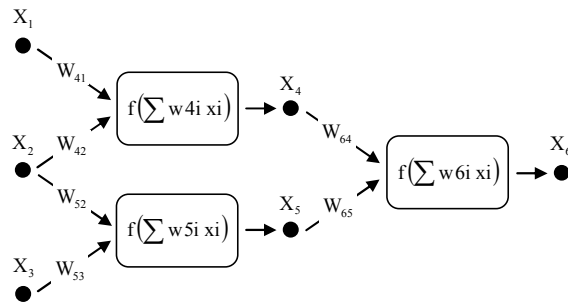 X₁
W₄₁
f(∑ w4i xi)
X₄
W₄₂
W₆₄
X₂
X₆
f(∑ w6i xi)
W₅₂
X₅
W₆₅
f(∑ w5i xi)
X₃
W₅₃